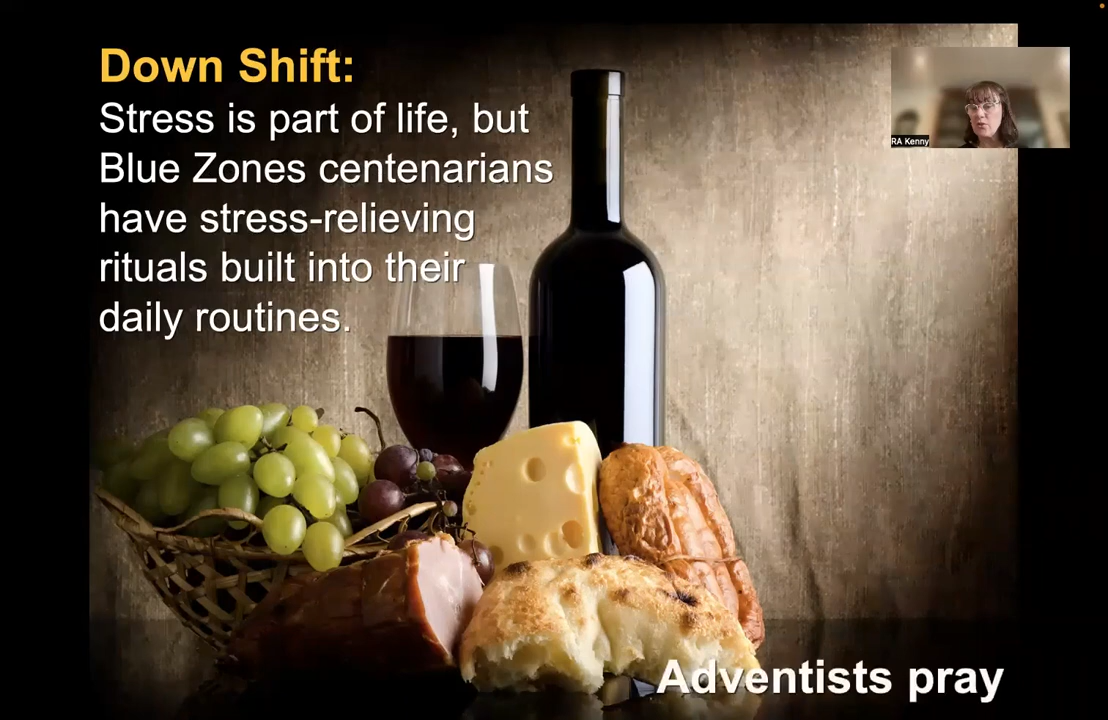 Down Shift:
Stress is part of life, but
Blue Zones centenarians
have stress-relieving
rituals built into their
daily routines.
RA Kenny
Adventists pray